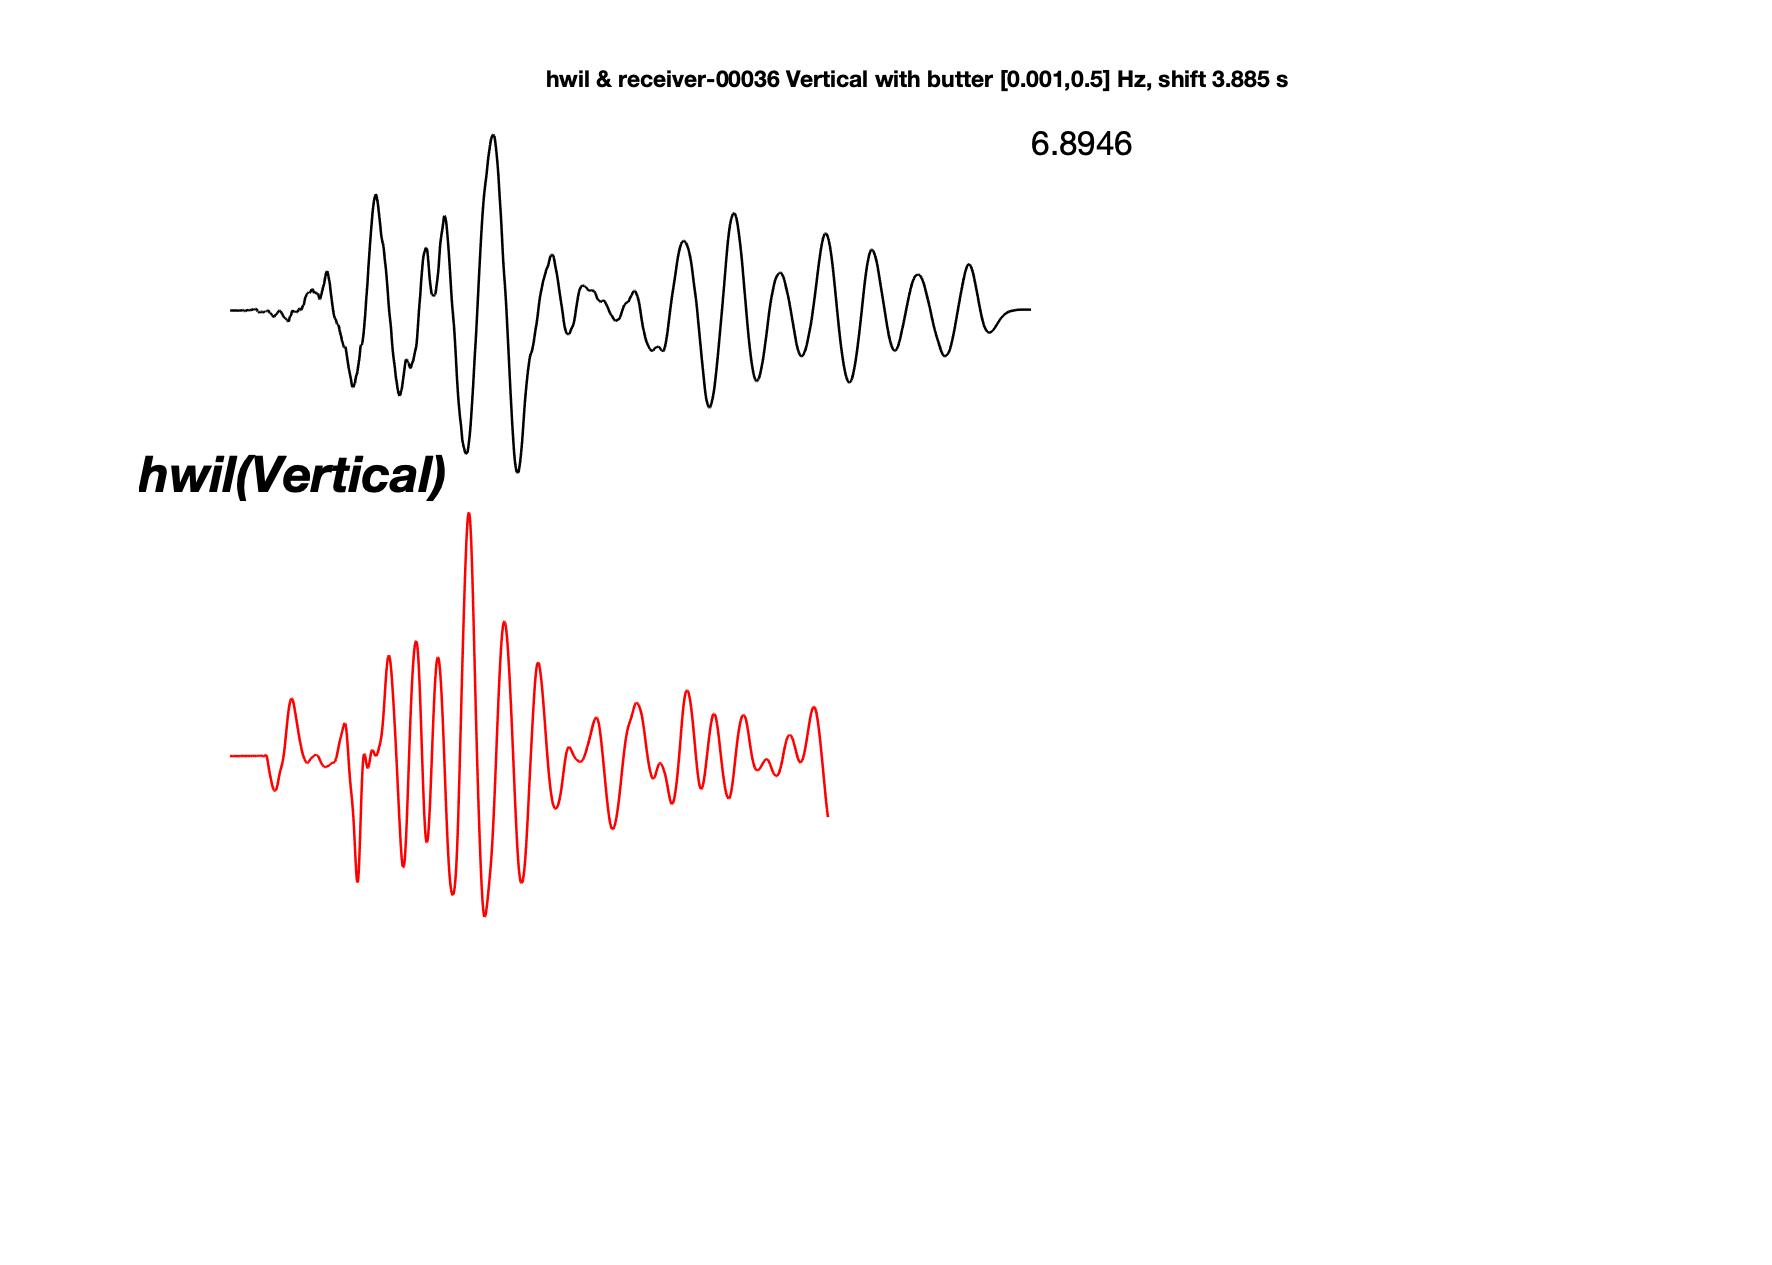 hwil & receiver-00036 Vertical with butter [0.001,0.5] Hz, shift 3.885 s
6.8946
hwil(Vertical)